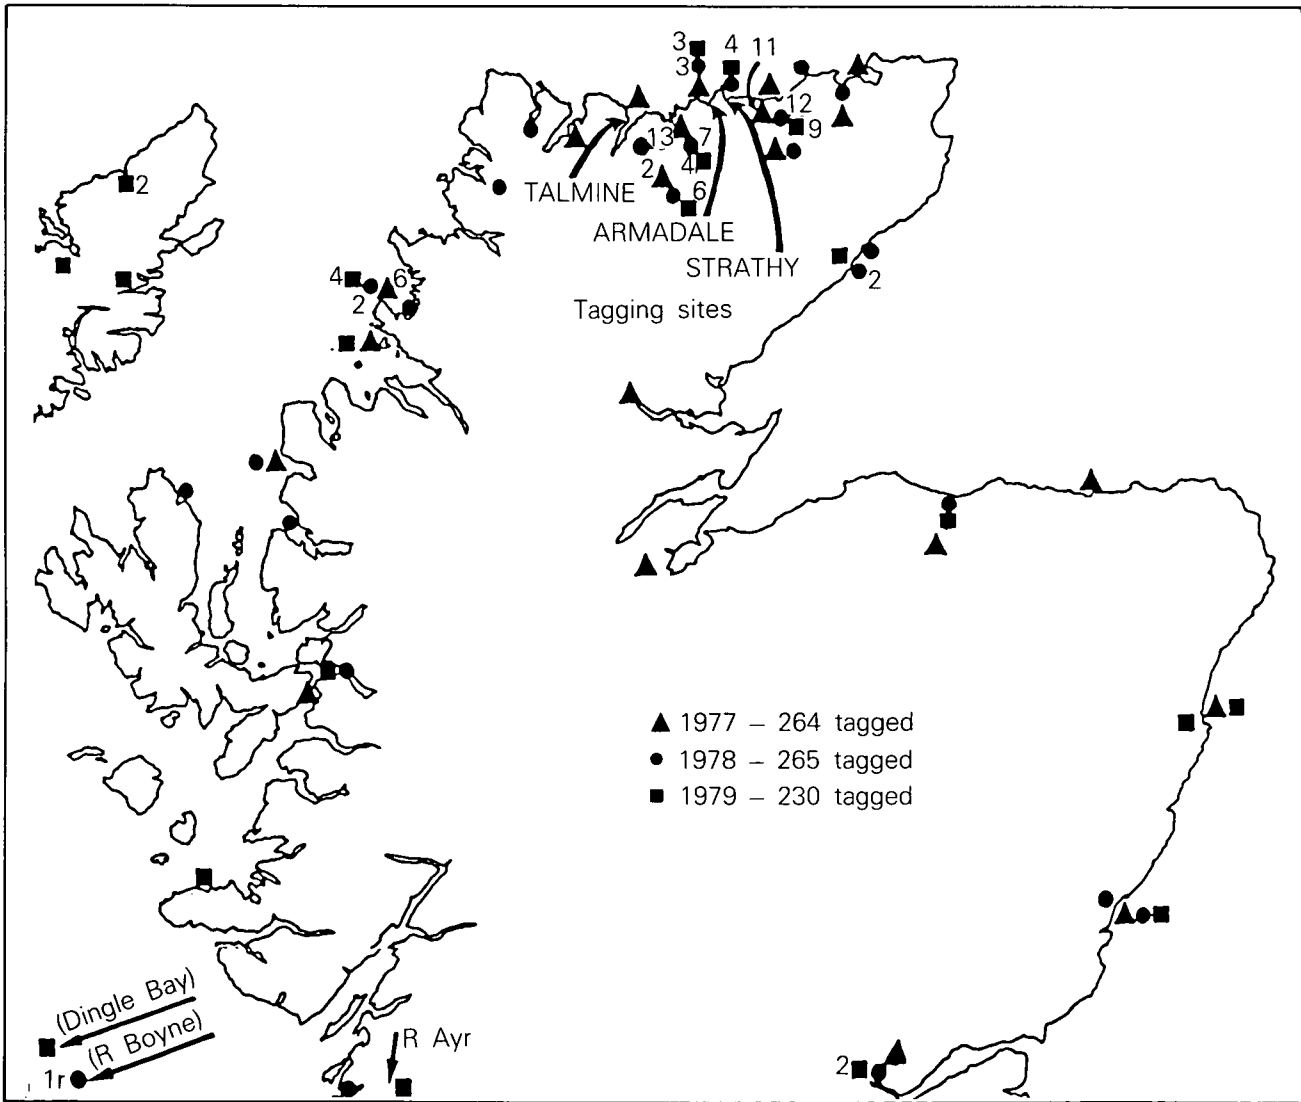 3
4
11
3
12
9
13
7
2
4
6
2
TALMINE
ARMADALE
STRATHY
4
2
6
2
Tagging sites
▲ 1977 – 264 tagged
● 1978 – 265 tagged
■ 1979 – 230 tagged
(Dingle Bay)
(R Boyne)
1r
R Ayr
2